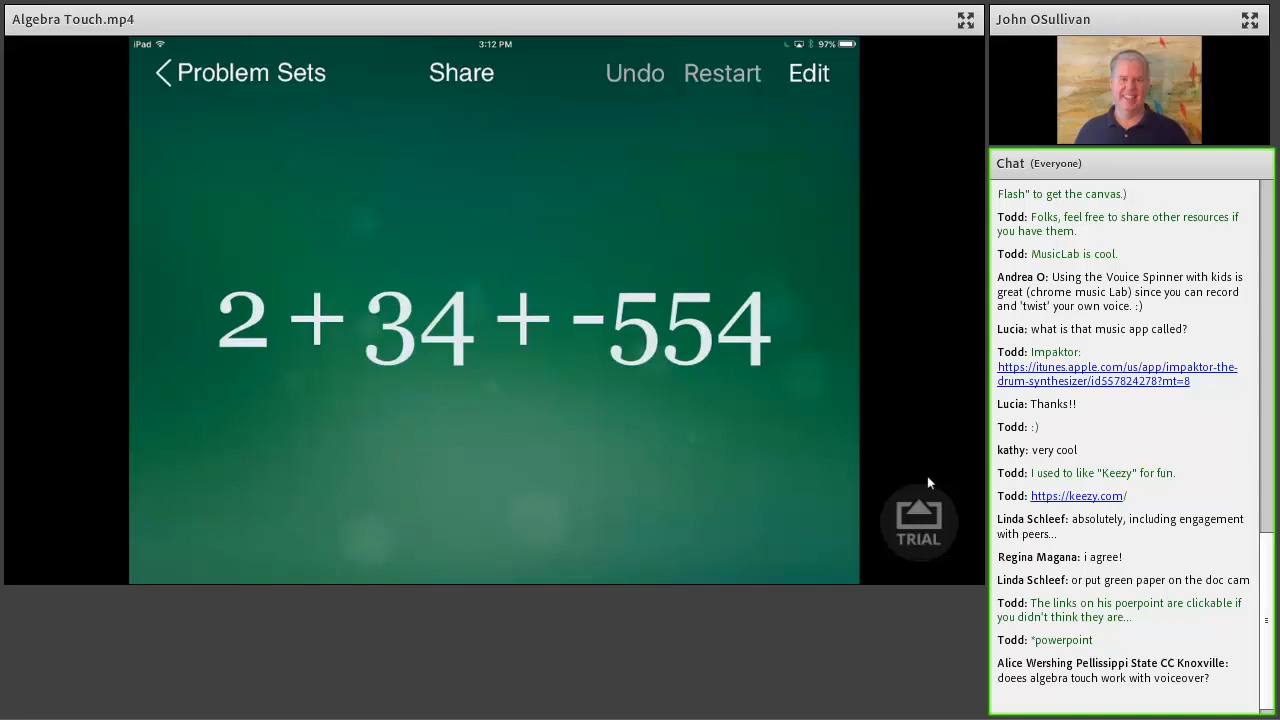 Algebra Touch.mp4
iPad
3:12 PM
97%
Problem Sets
Share
Undo
Restart
Edit
2 + 34 + -554
TRIAL
John OSullivan
Chat (Everyone)
Flash" to get the canvas.)
Todd: Folks, feel free to share other resources if
you have them.
Todd: MusicLab is cool.
Andrea O: Using the Vouice Spinner with kids is
great (chrome music Lab) since you can record
and 'twist' your own voice. :)
Lucia: what is that music app called?
Todd: Impaktor:
https://itunes.apple.com/us/app/impaktor-the-
drum-synthesizer/id557824278?mt=8
Lucia: Thanks!!
Todd: :)
kathy: very cool
Todd: I used to like "Keezy" for fun.
Todd: https://keezy.com/
Linda Schleef: absolutely, including engagement
with peers...
Regina Magana: i agree!
Linda Schleef: or put green paper on the doc cam
Todd: The links on his poerpoint are clickable if
you didn't think they are...
Todd: *powerpoint
Alice Wershing Pellissippi State CC Knoxville:
doees algebra touch work with voiceover?